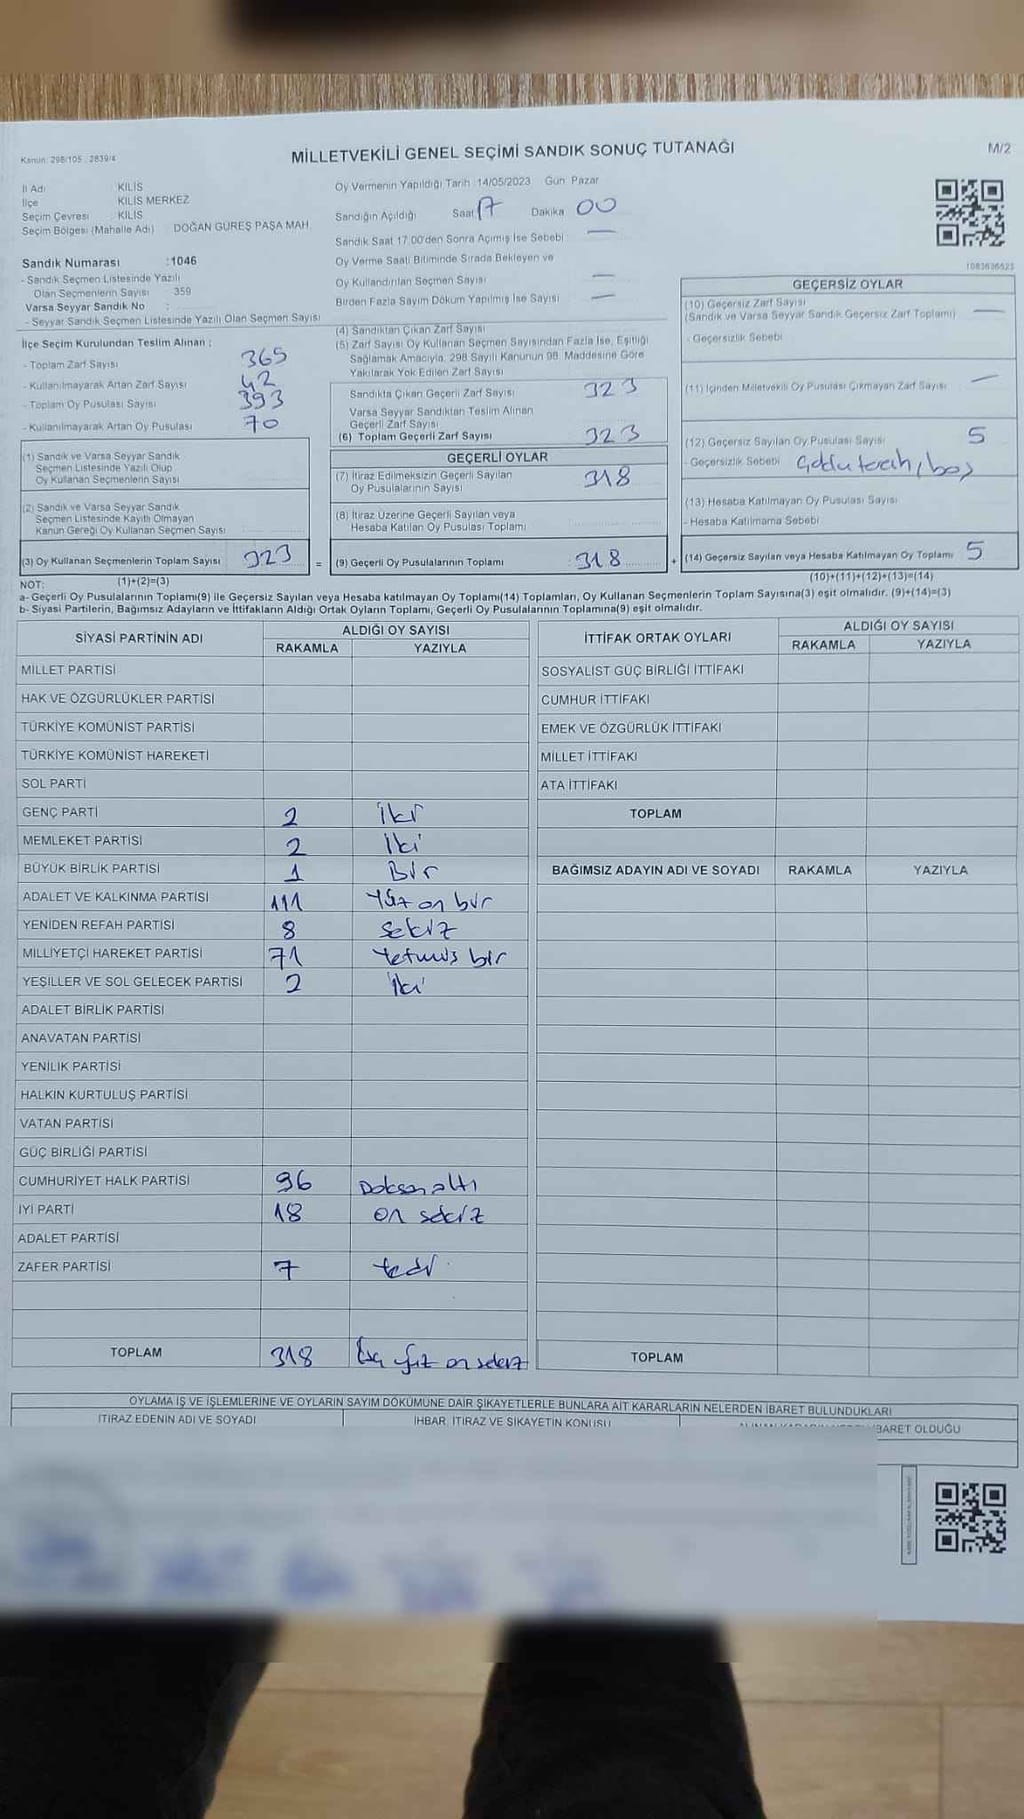 Kanun: 298/105 : 2839/4
MİLLETVEKİLİ GENEL SEÇİMİ SANDIK SONUÇ TUTANAĞI
M/2
İl Adı : KİLİS
İlçe : KİLİS MERKEZ
Seçim Çevresi : KİLİS
Seçim Bölgesi (Mahalle Adı) DOĞAN GÜREŞ PAŞA MAH.
Sandık Numarası :1046
- Sandık Seçmen Listesinde Yazılı
Olan Seçmenlerin Sayısı : 359
Varsa Seyyar Sandık No :
- Seyyar Sandık Seçmen Listesinde Yazılı Olan Seçmen Sayısı
İlçe Seçim Kurulundan Teslim Alınan :
- Toplam Zarf Sayısı 365
- Kullanılmayarak Artan Zarf Sayısı 42
- Toplam Oy Pusulası Sayısı 393
- Kullanılmayarak Artan Oy Pusulası 70
(1) Sandık ve Varsa Seyyar Sandık
Seçmen Listesinde Yazılı Olup
Oy Kullanan Seçmenlerin Sayısı
(2) Sandık ve Varsa Seyyar Sandık
Seçmen Listesinde Kayıtlı Olmayan
Kanun Gereği Oy Kullanan Seçmen Sayısı
(3) Oy Kullanan Seçmenlerin Toplam Sayısı 323 =
Oy Vermenin Yapıldığı Tarih :14/05/2023 Gün: Pazar
Sandığın Açıldığı Saat 17 Dakika 00
Sandık Saat 17:00'den Sonra Açılmış İse Sebebi : —
Oy Verme Saati Bitiminde Sırada Bekleyen ve
Oy Kullandırılan Seçmen Sayısı —
Birden Fazla Sayım Döküm Yapılmış İse Sayısı —
(4) Sandıktan Çıkan Zarf Sayısı
(5) Zarf Sayısı Oy Kullanan Seçmen Sayısından Fazla İse, Eşitliği
Sağlamak Amacıyla, 298 Sayılı Kanunun 98. Maddesine Göre
Yakılarak Yok Edilen Zarf Sayısı
Sandıkta Çıkan Geçerli Zarf Sayısı 323
Varsa Seyyar Sandıktan Teslim Alınan
Geçerli Zarf Sayısı
(6) Toplam Geçerli Zarf Sayısı 323
GEÇERLİ OYLAR
(7) İtiraz Edilmeksizin Geçerli Sayılan
Oy Pusulalarının Sayısı 318
(8) İtiraz Üzerine Geçerli Sayılan veya
Hesaba Katılan Oy Pusulası Toplamı
(9) Geçerli Oy Pusulalarının Toplamı 318 +
1083636523
GEÇERSİZ OYLAR
(10) Geçersiz Zarf Sayısı
(Sandık ve Varsa Seyyar Sandık Geçersiz Zarf Toplamı) —
- Geçersizlik Sebebi
(11) İçinden Milletvekili Oy Pusulası Çıkmayan Zarf Sayısı —
(12) Geçersiz Sayılan Oy Pusulası Sayısı 5
- Geçersizlik Sebebi boş
(13) Hesaba Katılmayan Oy Pusulası Sayısı
- Hesaba Katılmama Sebebi
(14) Geçersiz Sayılan veya Hesaba Katılmayan Oy Toplamı 5
NOT: (1)+(2)=(3) (10)+(11)+(12)+(13)=(14)
a- Geçerli Oy Pusulalarının Toplamı(9) ile Geçersiz Sayılan veya Hesaba katılmayan Oy Toplamı(14) Toplamları, Oy Kullanan Seçmenlerin Toplam Sayısına(3) eşit olmalıdır. (9)+(14)=(3)
b- Siyasi Partilerin, Bağımsız Adayların ve İttifakların Aldığı Ortak Oyların Toplamı, Geçerli Oy Pusulalarının Toplamına(9) eşit olmalıdır.
SİYASİ PARTİNİN ADI ALDIĞI OY SAYISI
RAKAMLA YAZIYLA
MİLLET PARTİSİ
HAK VE ÖZGÜRLÜKLER PARTİSİ
TÜRKİYE KOMÜNİST PARTİSİ
TÜRKİYE KOMÜNİST HAREKETİ
SOL PARTİ
GENÇ PARTİ 2 İki
MEMLEKET PARTİSİ 2 İki
BÜYÜK BİRLİK PARTİSİ 1 Bir
ADALET VE KALKINMA PARTİSİ 111 Yüz on bir
YENİDEN REFAH PARTİSİ 8 Sekiz
MİLLİYETÇİ HAREKET PARTİSİ 71 Yetmiş bir
YEŞİLLER VE SOL GELECEK PARTİSİ 2 İki
ADALET BİRLİK PARTİSİ
ANAVATAN PARTİSİ
YENİLİK PARTİSİ
HALKIN KURTULUŞ PARTİSİ
VATAN PARTİSİ
GÜÇ BİRLİĞİ PARTİSİ
CUMHURİYET HALK PARTİSİ 96 Doksan altı
İYİ PARTİ 18 on sekiz
ADALET PARTİSİ
ZAFER PARTİSİ 7 Yedi
TOPLAM 318 Üç yüz on sekiz
İTTİFAK ORTAK OYLARI ALDIĞI OY SAYISI
RAKAMLA YAZIYLA
SOSYALİST GÜÇ BİRLİĞİ İTTİFAKI
CUMHUR İTTİFAKI
EMEK VE ÖZGÜRLÜK İTTİFAKI
MİLLET İTTİFAKI
ATA İTTİFAKI
TOPLAM
BAĞIMSIZ ADAYIN ADI VE SOYADI RAKAMLA YAZIYLA
TOPLAM
OYLAMA İŞ VE İŞLEMLERİNE VE OYLARIN SAYIM DÖKÜMÜNE DAİR ŞİKAYETLERLE BUNLARA AİT KARARLARIN NELERDEN İBARET BULUNDUKLARI
İTİRAZ EDENİN ADI VE SOYADI İHBAR, İTİRAZ VE ŞİKAYETİN KONUSU İBARET OLDUĞU